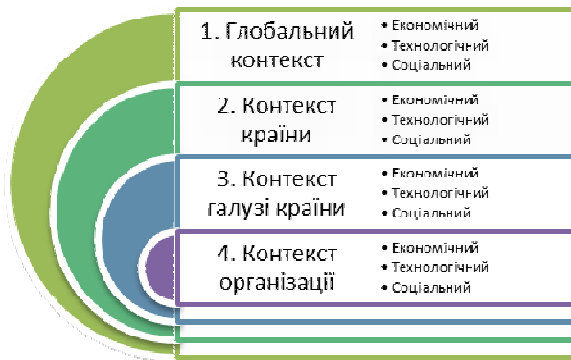 1. Глобальний
контекст
• Економічний
• Технологічний
• Соціальний
2. Контекст
країни
• Економічний
• Технологічний
• Соціальний
3. Контекст
галузі країни
• Економічний
• Технологічний
• Соціальний
4. Контекст
організації
• Економічний
• Технологічний
• Соціальний